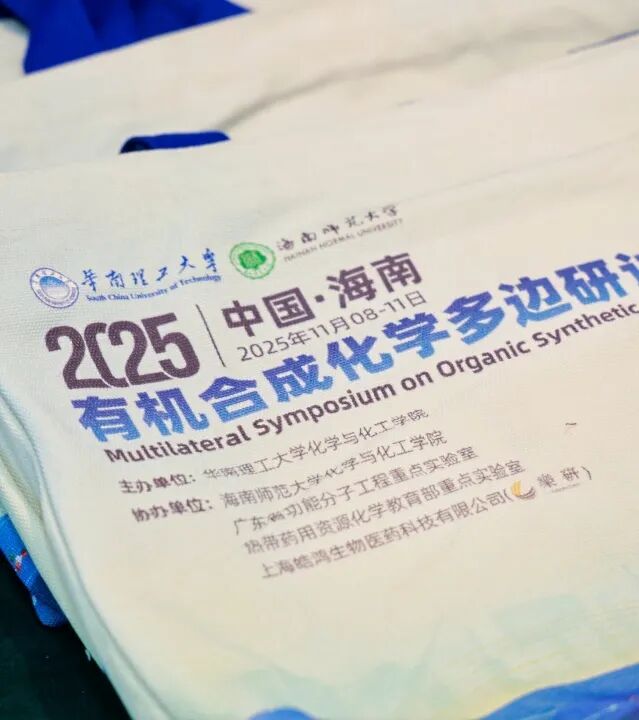 华南理工大学
South China University of Technology
海南师范大学
HAINAN NORMAL UNIVERSITY
2025
中国·海南
2025年11月08-11日
有机合成化学多边研讨
Multilateral Symposium on Organic Synthetic
主办单位：华南理工大学化学与化工学院
协办单位：海南师范大学化学与化工学院
广东省功能分子工程重点实验室
热带药用资源化学教育部重点实验室
上海皓鸿生物医药科技有限公司(乐研)